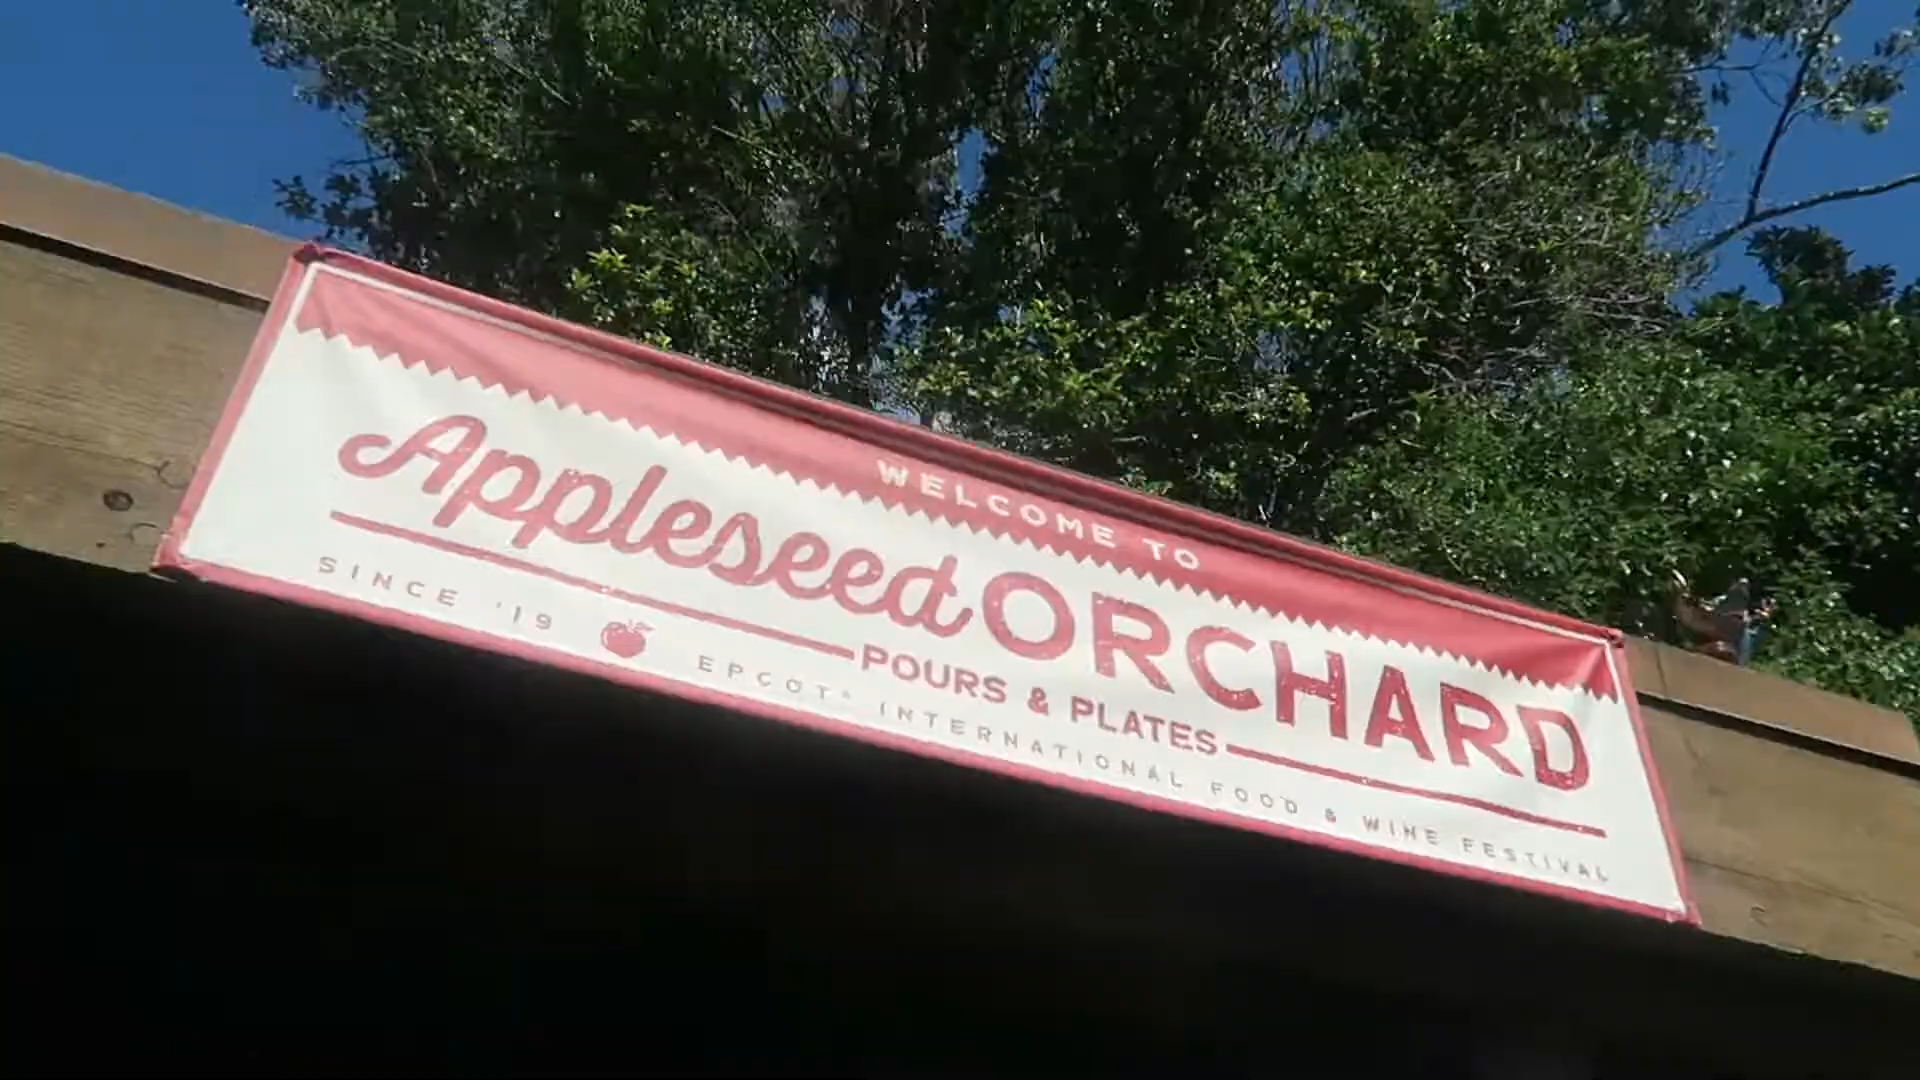 WELCOME TO
Appleseed ORCHARD
POURS & PLATES
SINCE '19 EPCOT® INTERNATIONAL FOOD & WINE FESTIVAL